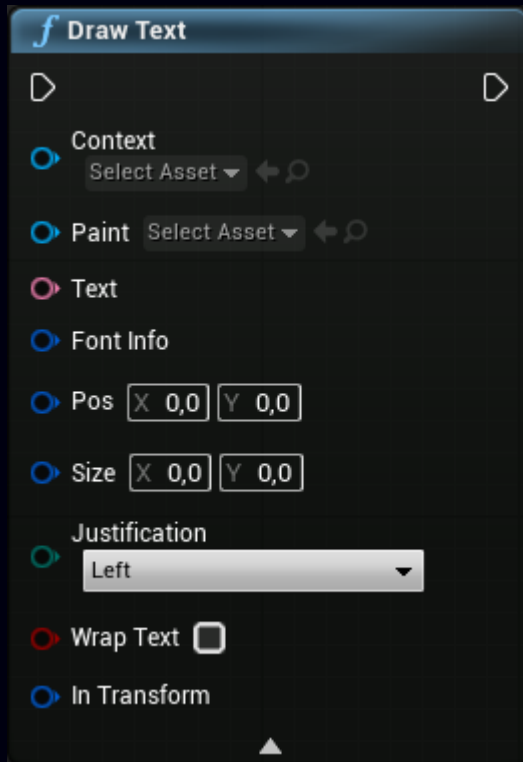 f Draw Text
Context
Select Asset
Paint Select Asset
Text
Font Info
Pos X 0,0 Y 0,0
Size X 0,0 Y 0,0
Justification
Left
Wrap Text
In Transform